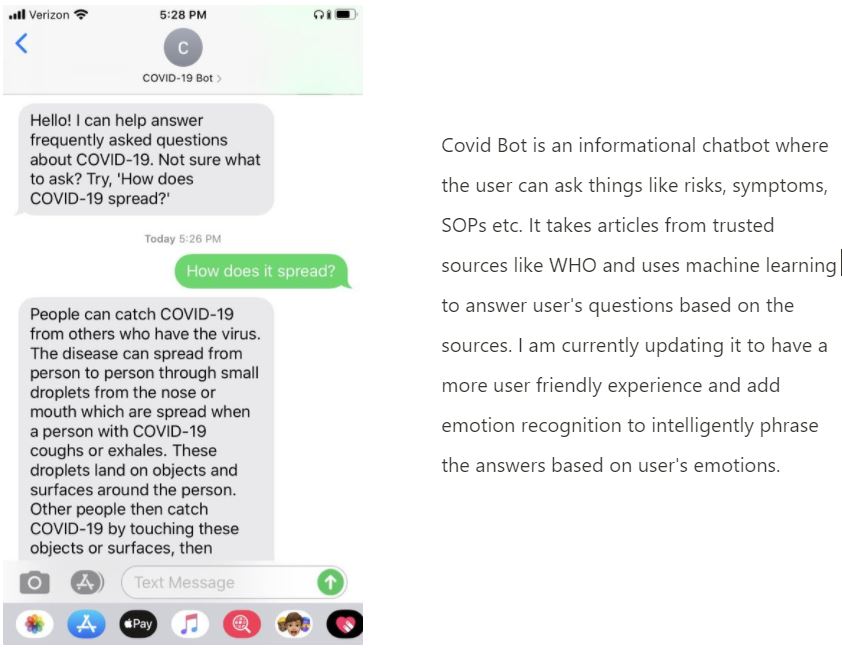 Verizon
5:28 PM
C
COVID-19 Bot
Hello! I can help answer
frequently asked questions
about COVID-19. Not sure what
to ask? Try, 'How does
COVID-19 spread?'
Today 5:26 PM
How does it spread?
People can catch COVID-19
from others who have the virus.
The disease can spread from
person to person through small
droplets from the nose or
mouth which are spread when
a person with COVID-19
coughs or exhales. These
droplets land on objects and
surfaces around the person.
Other people then catch
COVID-19 by touching these
objects or surfaces, then
Text Message
Pay
Covid Bot is an informational chatbot where
the user can ask things like risks, symptoms,
SOPs etc. It takes articles from trusted
sources like WHO and uses machine learning
to answer user's questions based on the
sources. I am currently updating it to have a
more user friendly experience and add
emotion recognition to intelligently phrase
the answers based on user's emotions.